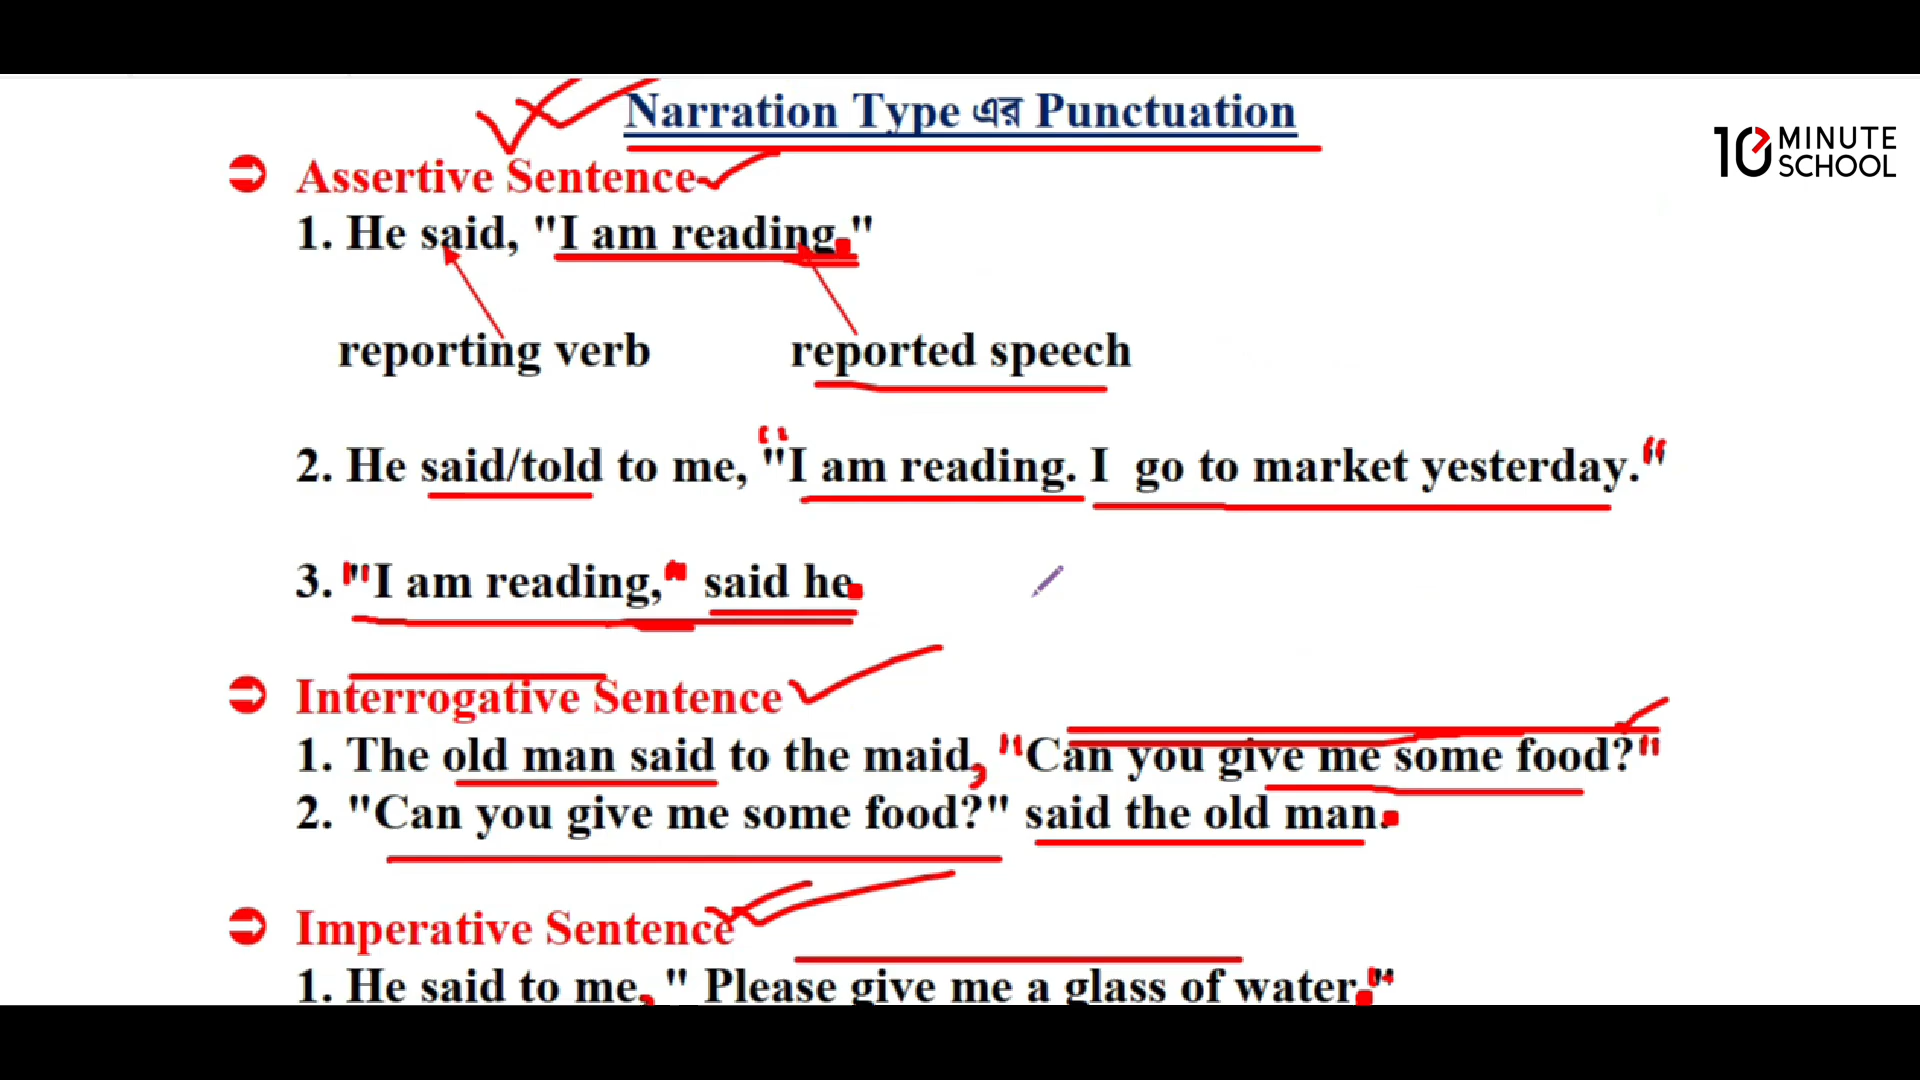 Narration Type এর Punctuation
10 MINUTE SCHOOL
➲ Assertive Sentence
1. He said, "I am reading."
reporting verb reported speech
2. He said/told to me, "I am reading. I go to market yesterday."
3. "I am reading," said he.
➲ Interrogative Sentence
1. The old man said to the maid, "Can you give me some food?"
2. "Can you give me some food?" said the old man.
➲ Imperative Sentence
1. He said to me, " Please give me a glass of water."